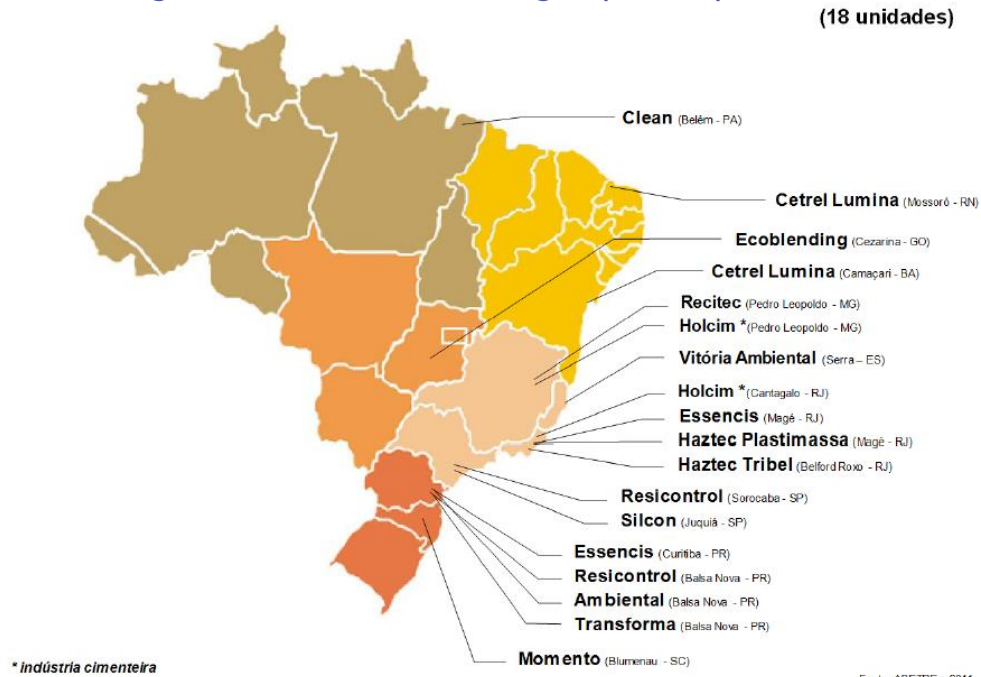 (18 unidades)
Clean (Belém - PA)
Cetrel Lumina (Mossoró - RN)
Ecoblending (Cezarina - GO)
Cetrel Lumina (Camaçari - BA)
Recitec (Pedro Leopoldo - MG)
Holcim * (Pedro Leopoldo - MG)
Vitória Ambiental (Serra – ES)
Holcim * (Cantagalo - RJ)
Essencis (Magé - RJ)
Haztec Plastimassa (Magé - RJ)
Haztec Tribel (Belford Roxo - RJ)
Resicontrol (Sorocaba - SP)
Silcon (Juquiá - SP)
Essencis (Curitiba - PR)
Resicontrol (Balsa Nova - PR)
Ambiental (Balsa Nova - PR)
Transforma (Balsa Nova - PR)
Momento (Blumenau - SC)
* indústria cimenteira